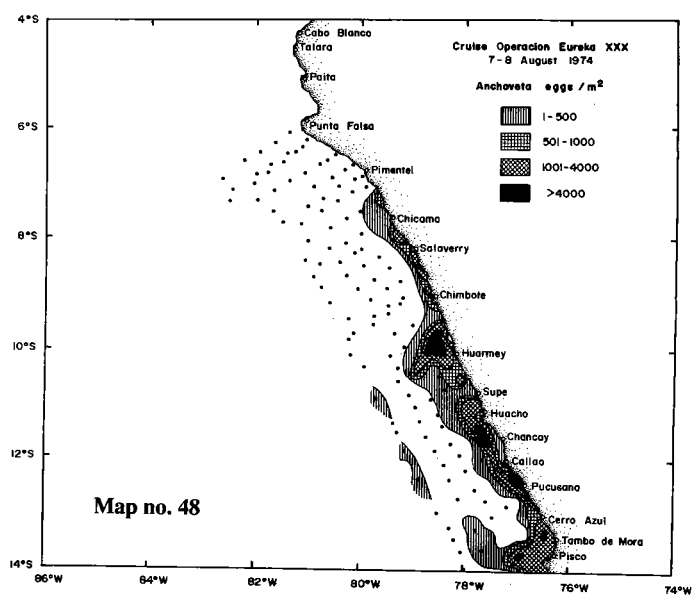 4°S
Cabo Blanco
Talara
Paita
Cruise Operacion Eureka XXX
7-8 August 1974
Anchoveta eggs /m²
1-500
501-1000
1001-4000
>4000
6°S
Punta Falsa
Pimentel
Chicama
8°S
Salaverry
Chimbote
10°S
Huarmey
Supe
Huacho
Chancay
12°S
Callao
Pucusana
Map no. 48
Cerro Azul
Tambo de Mora
14°S
Pisco
86°W
84°W
82°W
80°W
78°W
76°W
74°W